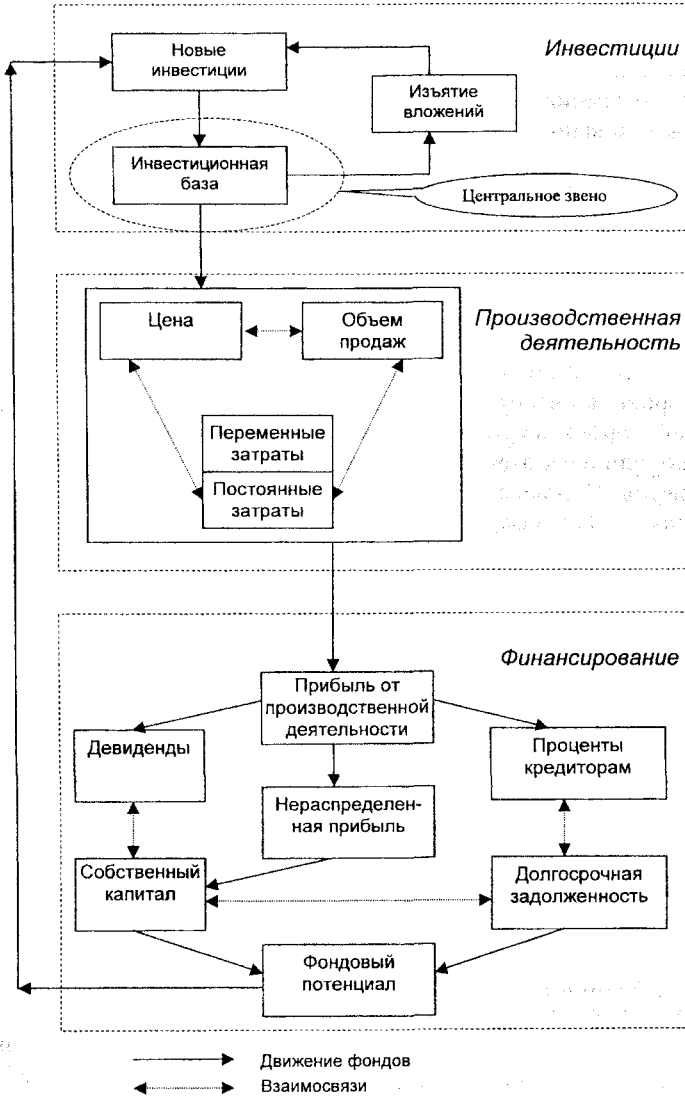 Инвестиции
Новые
инвестиции
Изъятие
вложений
Инвестиционная
база
Центральное звено
Производственная
деятельность
Цена
Объем
продаж
Переменные
затраты
Постоянные
затраты
Финансирование
Прибыль от
производственной
деятельности
Девиденды
Проценты
кредиторам
Нераспределен-
ная прибыль
Собственный
капитал
Долгосрочная
задолженность
Фондовый
потенциал
Движение фондов
Взаимосвязи